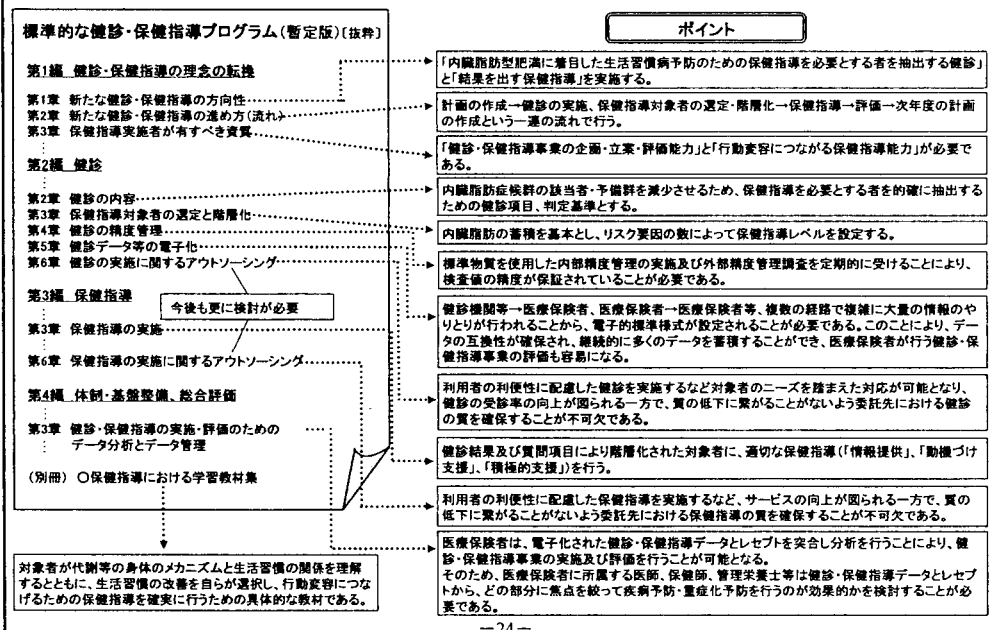 標準的な健診・保健指導プログラム(暫定版)[抜粋]
第1編 健診・保健指導の理念の転換
第1章 新たな健診・保健指導の方向性
第2章 新たな健診・保健指導の進め方(流れ)
第3章 保健指導実施者が有すべき資質
第2編 健診
第2章 健診の内容
第3章 保健指導対象者の選定と階層化
第4章 健診の精度管理
第5章 健診データ等の電子化
第6章 健診の実施に関するアウトソーシング
第3編 保健指導
今後も更に検討が必要
第3章 保健指導の実施
第6章 保健指導の実施に関するアウトソーシング
第4編 体制・基盤整備、総合評価
第3章 健診・保健指導の実施・評価のための
データ分析とデータ管理
(別冊) ○保健指導における学習教材集
対象者が代謝等の身体のメカニズムと生活習慣の関係を理解
するとともに、生活習慣の改善を自らが選択し、行動変容につな
げるための保健指導を確実に行うための具体的な教材である。
ポイント
「内臓脂肪型肥満に着目した生活習慣病予防のための保健指導を必要とする者を抽出する健診」
と「結果を出す保健指導」を実施する。
計画の作成→健診の実施、保健指導対象者の選定・階層化→保健指導→評価→次年度の計画
の作成という一連の流れで行う。
「健診・保健指導事業の企画・立案・評価能力」と「行動変容につながる保健指導能力」が必要で
ある。
内臓脂肪症候群の該当者・予備群を減少させるため、保健指導を必要とする者を的確に抽出する
ための健診項目、判定基準とする。
内臓脂肪の蓄積を基本とし、リスク要因の数によって保健指導レベルを設定する。
標準物質を使用した内部精度管理の実施及び外部精度管理調査を定期的に受けることにより、
検査値の精度が保証されていることが必要である。
健診機関等→医療保険者、医療保険者→医療保険者等、複数の経路で複雑に大量の情報のや
りとりが行われることから、電子的標準様式が設定されることが必要である。このことにより、デー
タの互換性が確保され、継続的に多くのデータを蓄積することができ、医療保険者が行う健診・保
健指導事業の評価も容易になる。
利用者の利便性に配慮した健診を実施するなど対象者のニーズを踏まえた対応が可能となり、
健診の受診率の向上が図られる一方で、質の低下に繋がることがないよう委託先における健診
の質を確保することが不可欠である。
健診結果及び質問項目により階層化された対象者に、適切な保健指導(「情報提供」、「動機づけ
支援」、「積極的支援」)を行う。
利用者の利便性に配慮した保健指導を実施するなど、サービスの向上が図られる一方で、質の
低下に繋がることがないよう委託先における保健指導の質を確保することが不可欠である。
医療保険者は、電子化された健診・保健指導データとレセプトを突合し分析を行うことにより、健
診・保健指導事業の実施及び評価を行うことが可能となる。
そのため、医療保険者に所属する医師、保健師、管理栄養士等は健診・保健指導データとレセプ
トから、どの部分に焦点を絞って疾病予防・重症化予防を行うのが効果的かを検討することが必
要である。
－24－